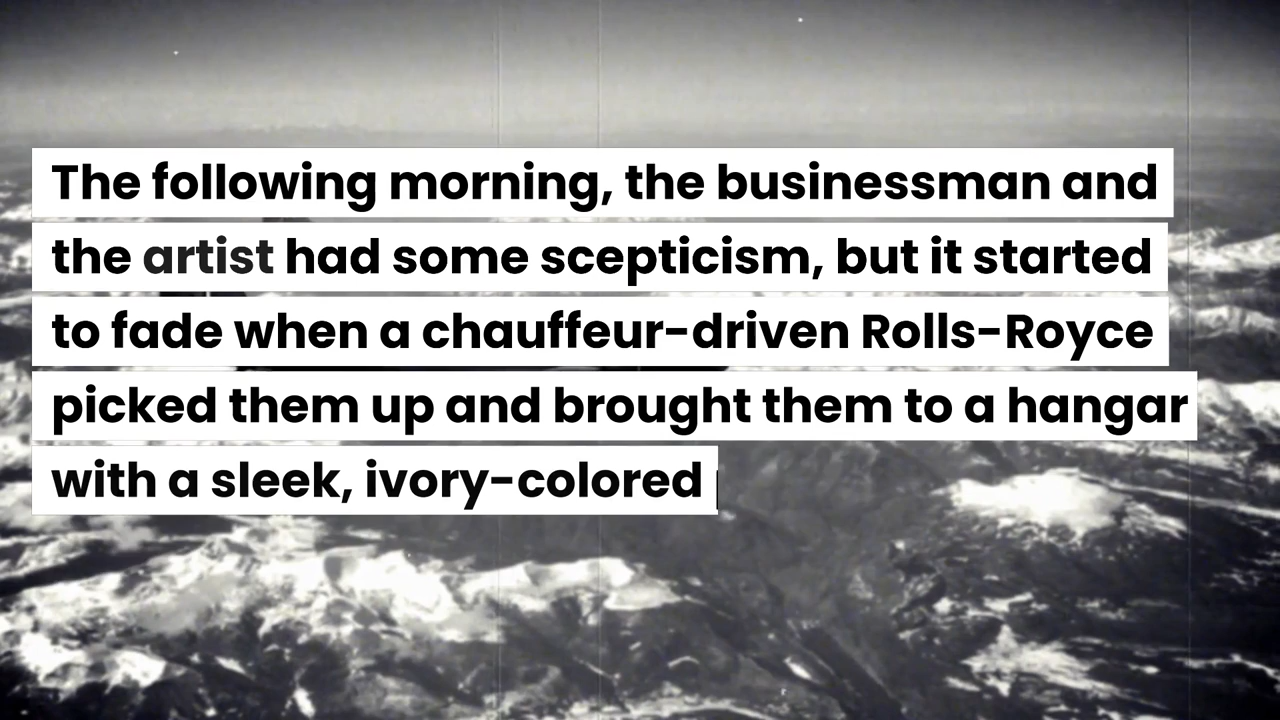 The following morning, the businessman and
the artist had some scepticism, but it started
to fade when a chauffeur-driven Rolls-Royce
picked them up and brought them to a hangar
with a sleek, ivory-colored